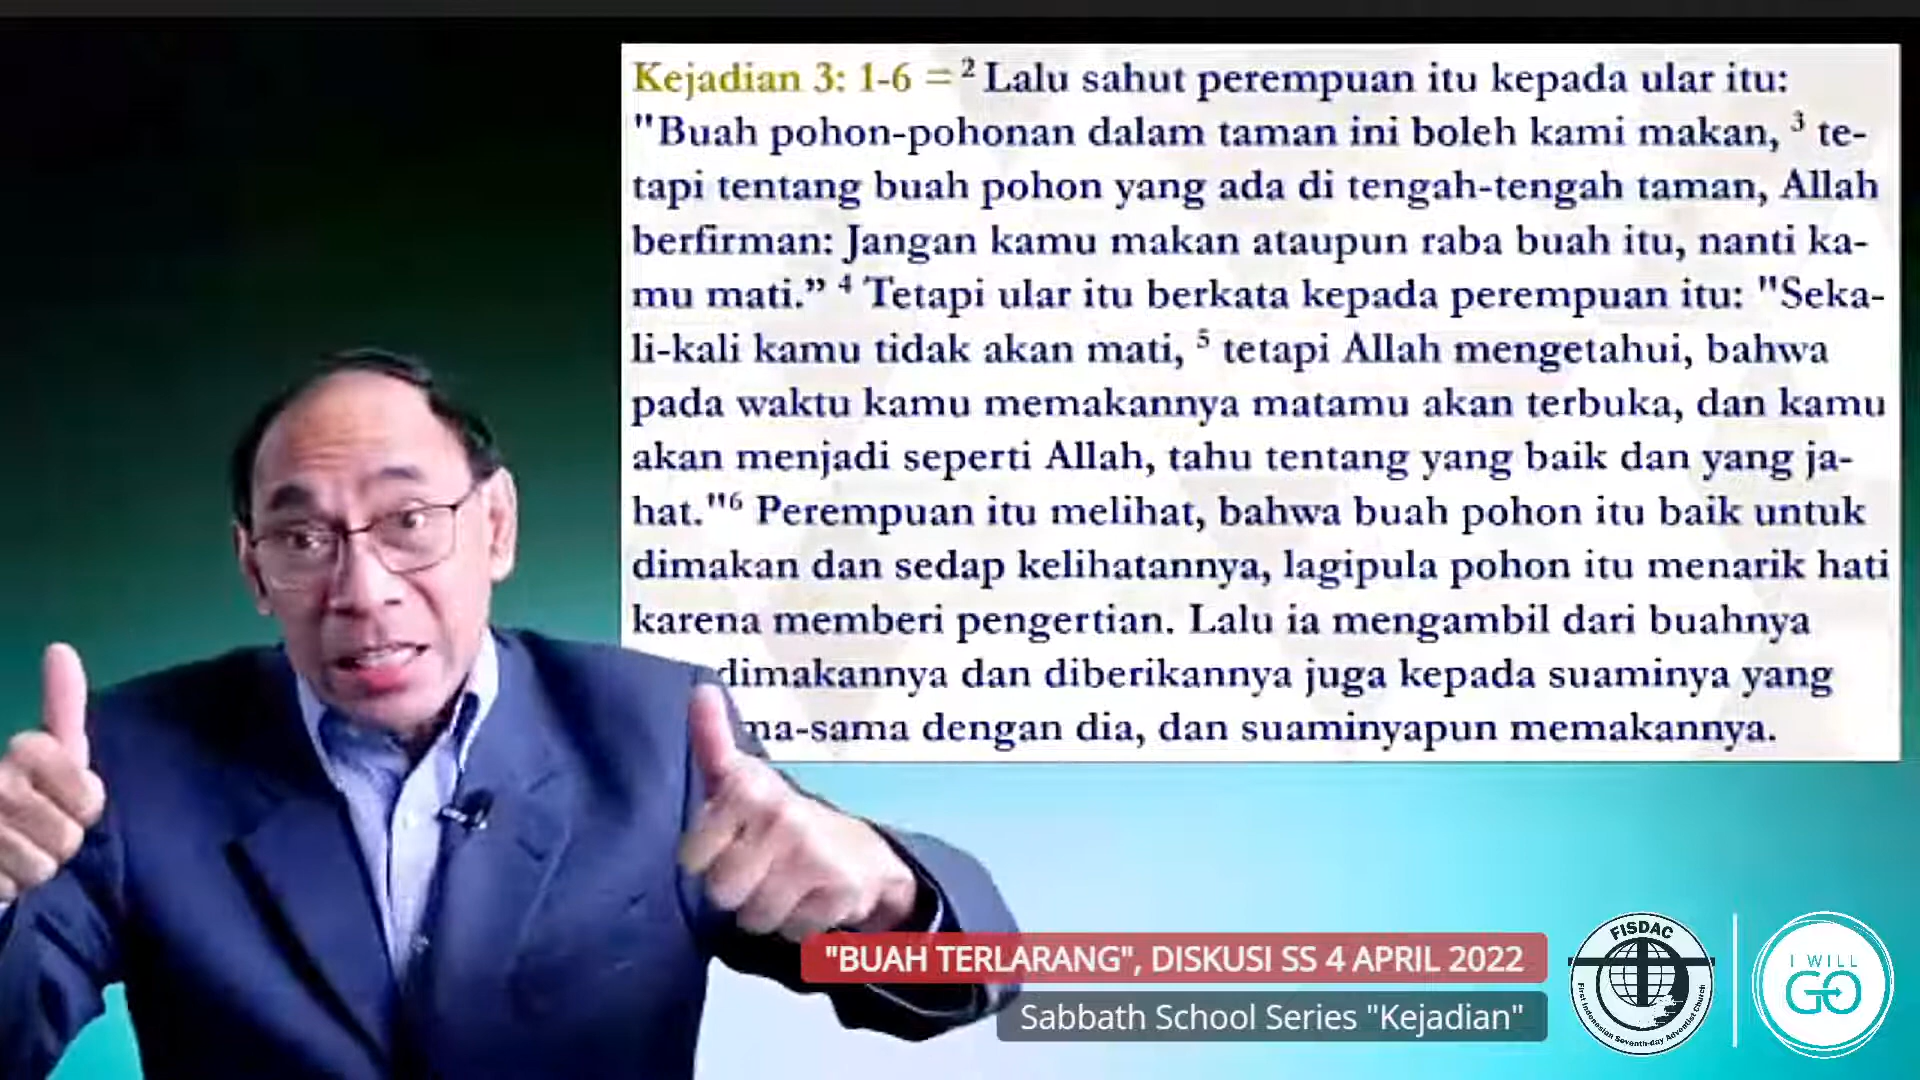 Kejadian 3: 1-6 = 2 Lalu sahut perempuan itu kepada ular itu:
"Buah pohon-pohonan dalam taman ini boleh kami makan, 3 te-
tapi tentang buah pohon yang ada di tengah-tengah taman, Allah
berfirman: Jangan kamu makan ataupun raba buah itu, nanti ka-
mu mati.” 4 Tetapi ular itu berkata kepada perempuan itu: "Seka-
li-kali kamu tidak akan mati, 5 tetapi Allah mengetahui, bahwa
pada waktu kamu memakannya matamu akan terbuka, dan kamu
akan menjadi seperti Allah, tahu tentang yang baik dan yang ja-
hat."6 Perempuan itu melihat, bahwa buah pohon itu baik untuk
dimakan dan sedap kelihatannya, lagipula pohon itu menarik hati
karena memberi pengertian. Lalu ia mengambil dari buahnya
dimakannya dan diberikannya juga kepada suaminya yang
ma-sama dengan dia, dan suaminyapun memakannya.
"BUAH TERLARANG", DISKUSI SS 4 APRIL 2022
Sabbath School Series "Kejadian"
FISDAC
First Indonesian Seventh-day Adventist Church
I WILL
GO